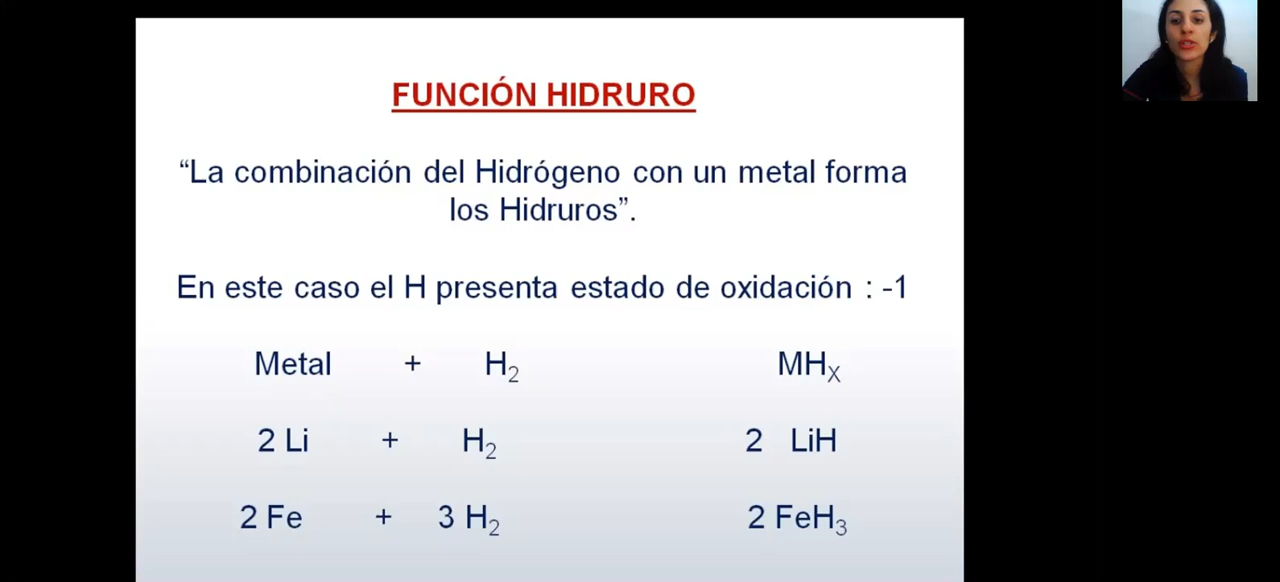 FUNCIÓN HIDRURO
“La combinación del Hidrógeno con un metal forma
los Hidruros”.
En este caso el H presenta estado de oxidación : -1
Metal + H₂ MHₓ
2 Li + H₂ 2 LiH
2 Fe + 3 H₂ 2 FeH₃